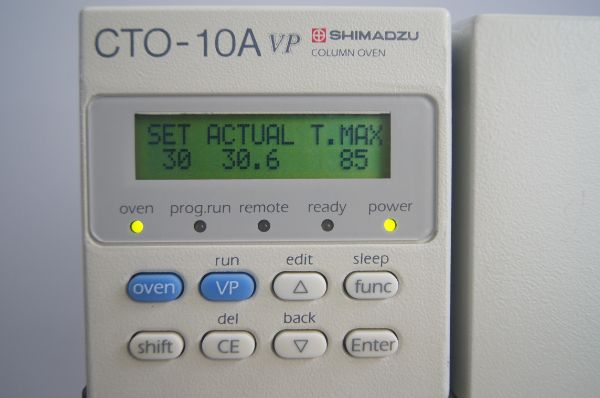 CTO-10A VP SHIMADZU
COLUMN OVEN
SET ACTUAL T.MAX
30 30.6 85
oven prog.run remote ready power
run edit sleep
oven VP △ func
del back
shift CE ▽ Enter